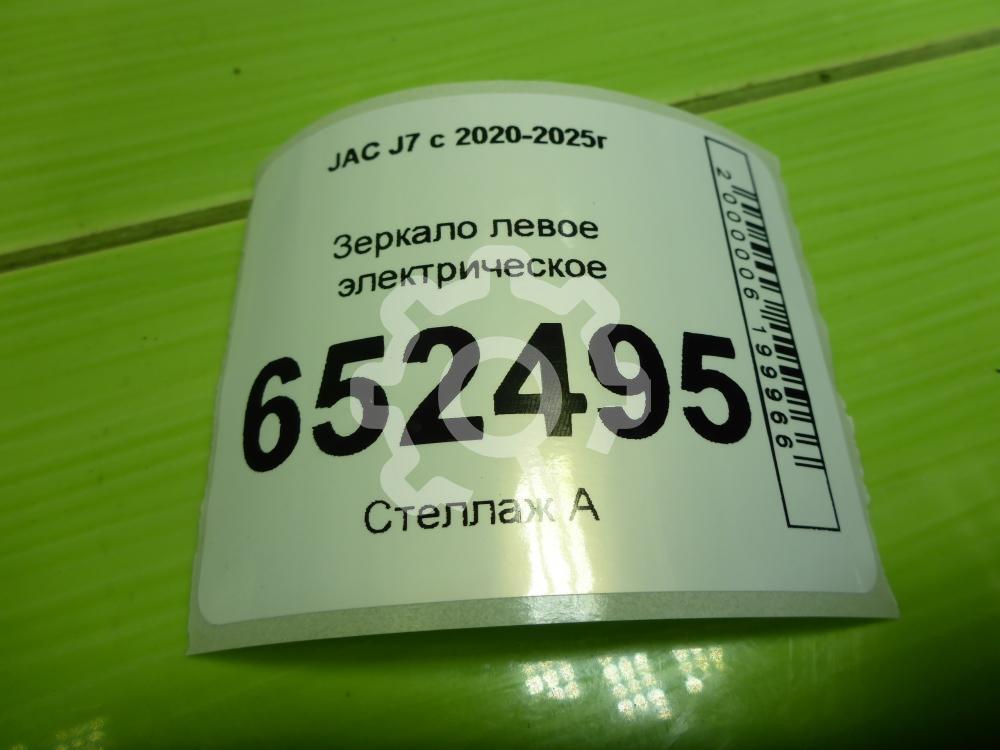 JAC J7 с 2020-2025г
Зеркало левое
электрическое
652495
Стеллаж А
2000006199966